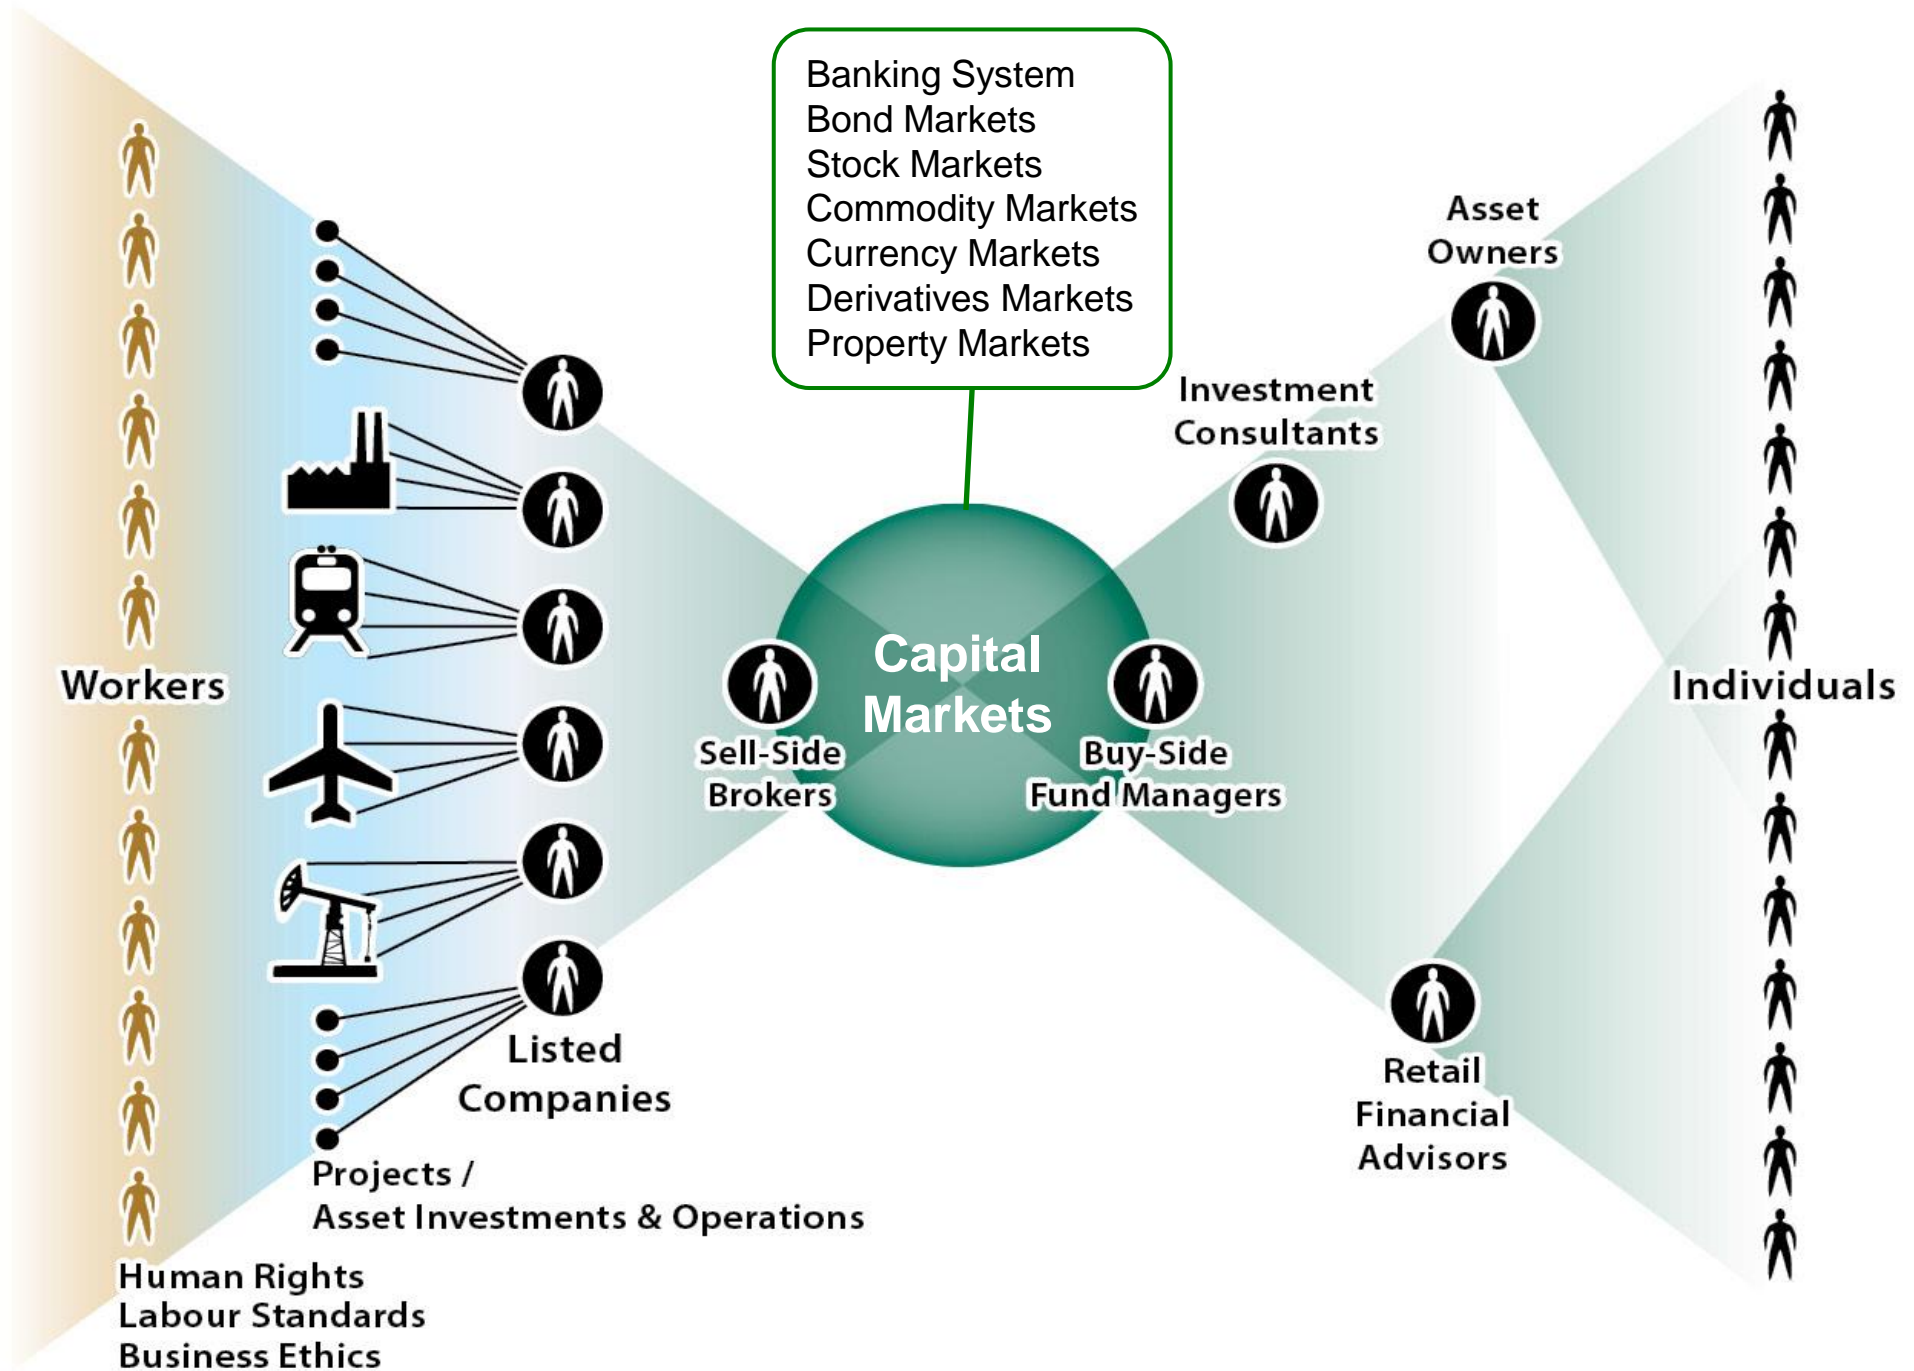 Banking System
Bond Markets
Stock Markets
Commodity Markets
Currency Markets
Derivatives Markets
Property Markets
Asset
Owners
Investment
Consultants
Workers
Capital
Markets
Individuals
Sell-Side
Brokers
Buy-Side
Fund Managers
Listed
Companies
Retail
Financial
Advisors
Projects /
Asset Investments & Operations
Human Rights
Labour Standards
Business Ethics